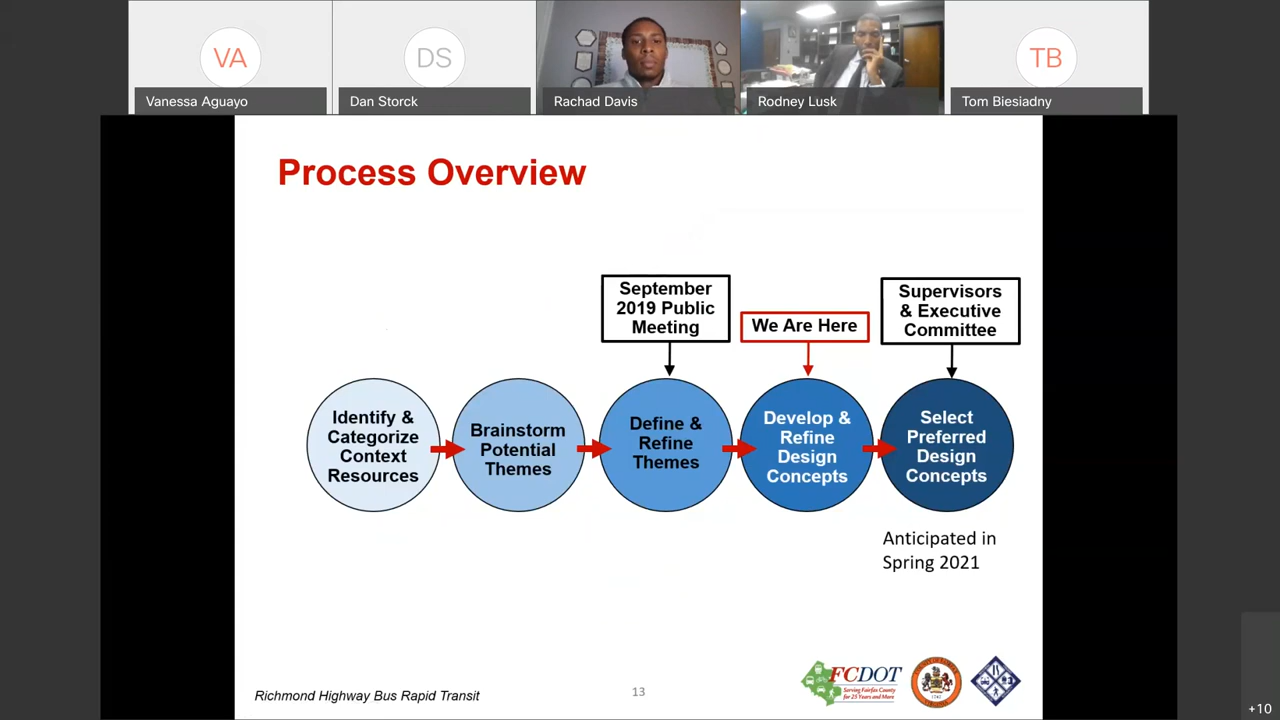 VA
DS
TB
Vanessa Aguayo
Dan Storck
Rachad Davis
Rodney Lusk
Tom Biesiadny
Process Overview
September
2019 Public
Meeting
We Are Here
Supervisors
& Executive
Committee
Identify &
Categorize
Context
Resources
Brainstorm
Potential
Themes
Define &
Refine
Themes
Develop &
Refine
Design
Concepts
Select
Preferred
Design
Concepts
Anticipated in
Spring 2021
Richmond Highway Bus Rapid Transit
13
FCDOT
Serving Fairfax County
for 25 Years and More
+10